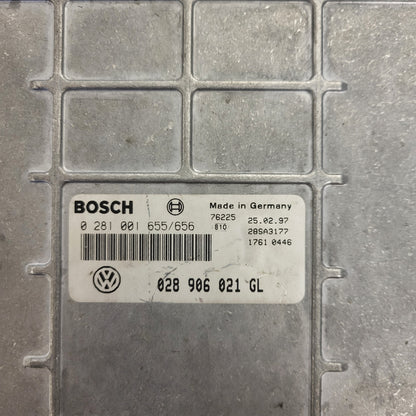 BOSCH Made in Germany
76225 25.02.97
0 281 001 655/656 810 28SA3177
1761 0446
028 906 021 GL